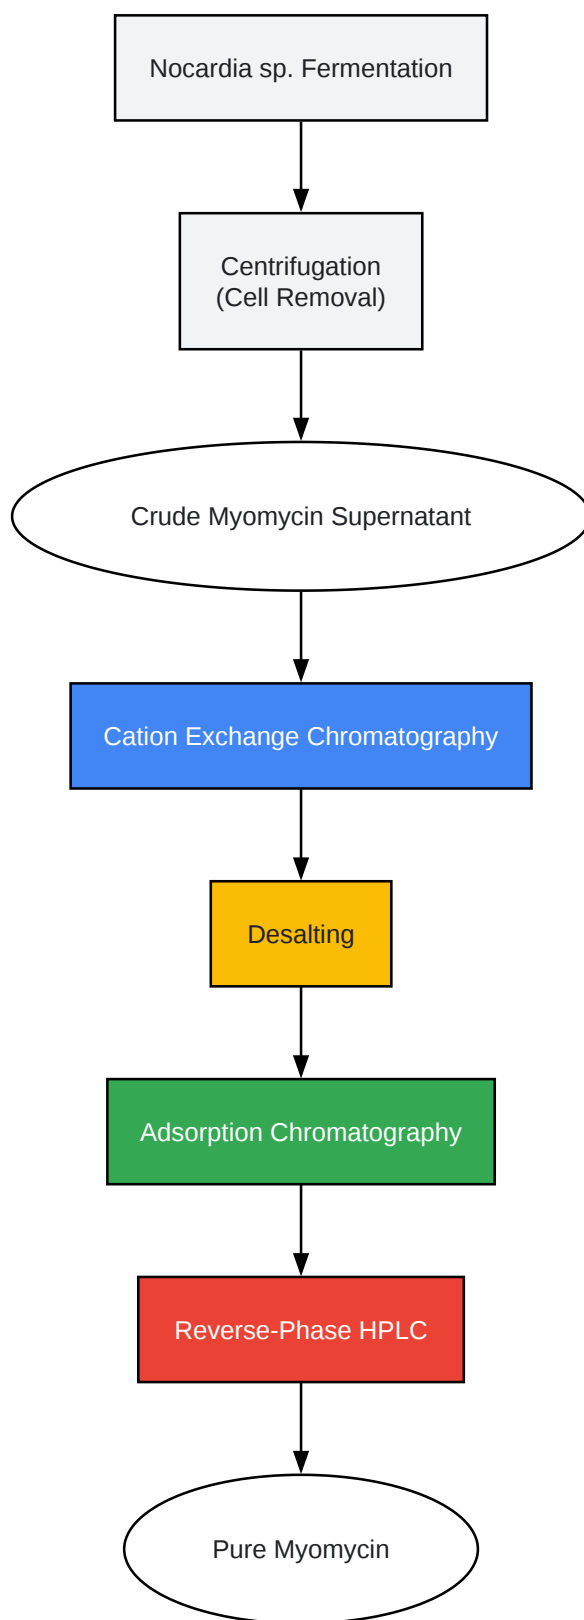 Nocardia sp. Fermentation
Centrifugation
(Cell Removal)
Crude Myomycin Supernatant
Cation Exchange Chromatography
Desalting
Adsorption Chromatography
Reverse-Phase HPLC
Pure Myomycin